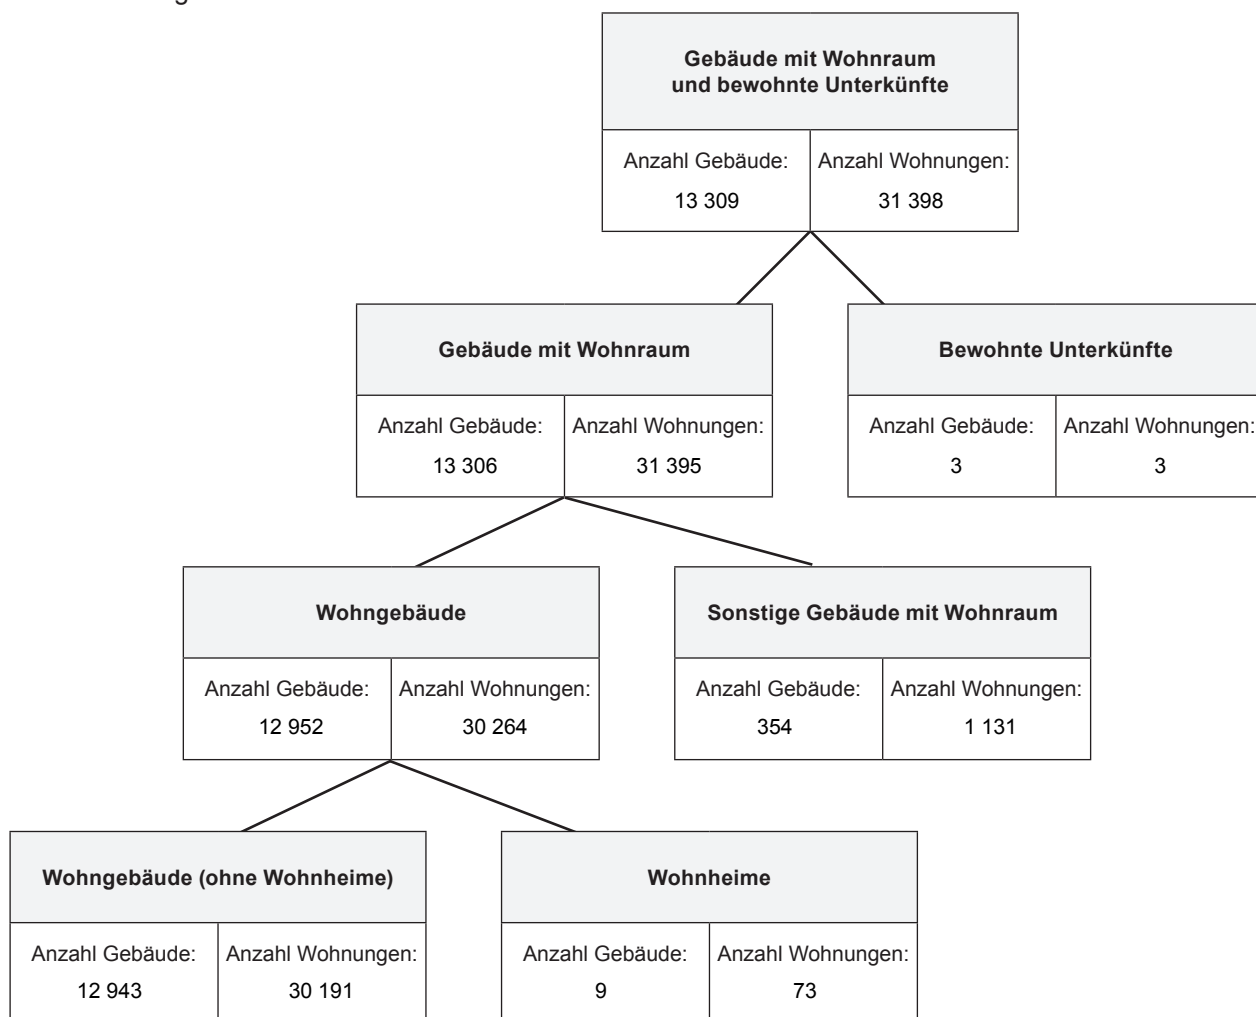 Gebäude mit Wohnraum
und bewohnte Unterkünfte
Anzahl Gebäude:
13 309
Anzahl Wohnungen:
31 398
Gebäude mit Wohnraum
Anzahl Gebäude:
13 306
Anzahl Wohnungen:
31 395
Bewohnte Unterkünfte
Anzahl Gebäude:
3
Anzahl Wohnungen:
3
Wohngebäude
Anzahl Gebäude:
12 952
Anzahl Wohnungen:
30 264
Sonstige Gebäude mit Wohnraum
Anzahl Gebäude:
354
Anzahl Wohnungen:
1 131
Wohngebäude (ohne Wohnheime)
Anzahl Gebäude:
12 943
Anzahl Wohnungen:
30 191
Wohnheime
Anzahl Gebäude:
9
Anzahl Wohnungen:
73